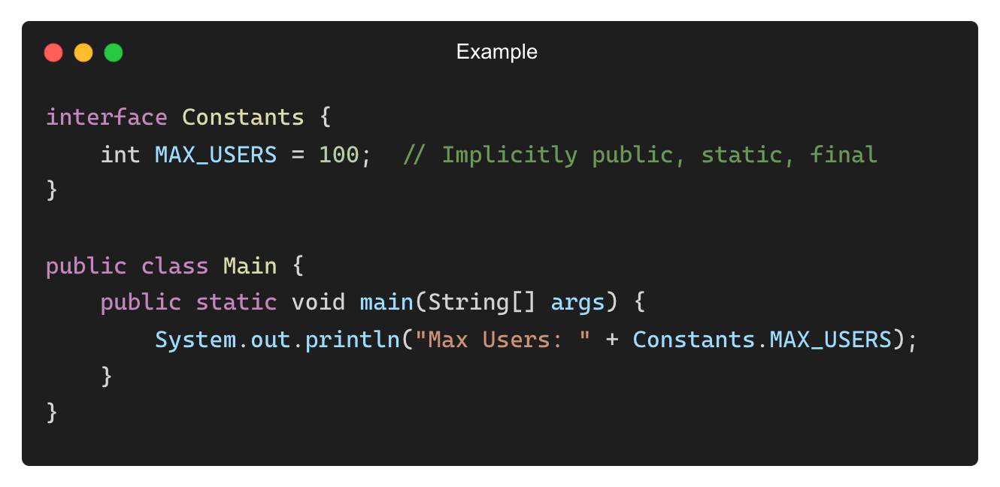 Example
interface Constants {
    int MAX_USERS = 100;  // Implicitly public, static, final
}
public class Main {
    public static void main(String[] args) {
        System.out.println("Max Users: " + Constants.MAX_USERS);
    }
}